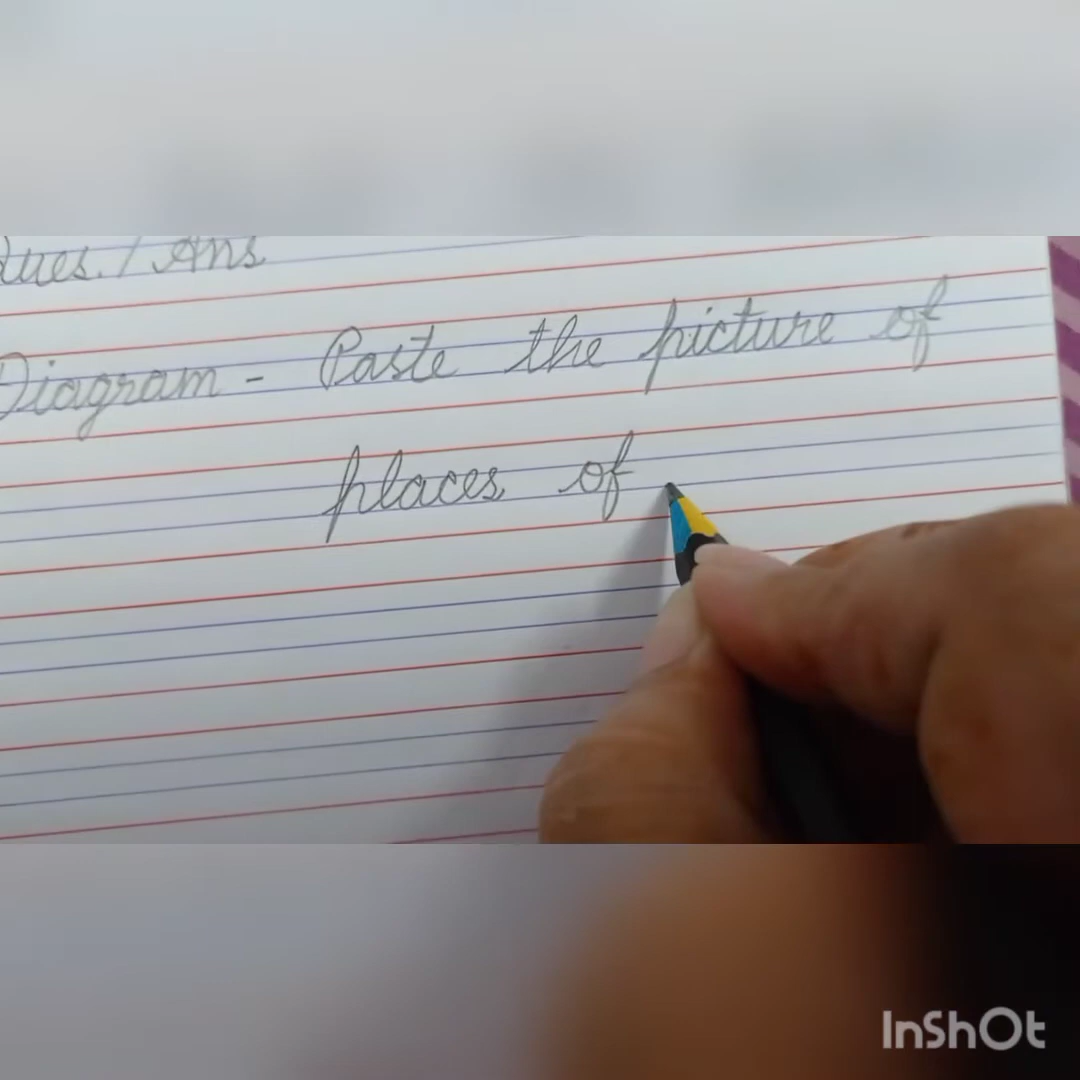 Ques. / Ans
Diagram - Paste the picture of
places of
InShOt